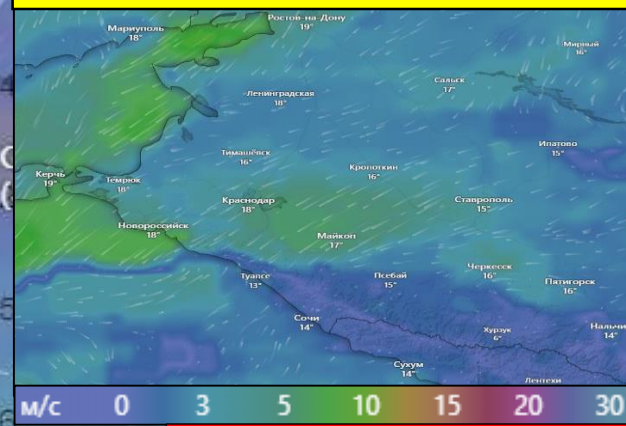 Ростов-на-Дону
19°
Мариуполь
18°
Мирный
16°
Сальск
17°
Ленинградская
18°
Ипатово
15°
Тимашёвск
16°
Кропоткин
16°
Керчь
19°
Темрюк
18°
Краснодар
18°
Ставрополь
15°
Новороссийск
18°
Майкоп
17°
Черкесск
16°
Туапсе
13°
Псебай
15°
Пятигорск
16°
Сочи
14°
Хурзук
6°
Нальчи
14°
Сухум
14°
Лентехи
м/с 0 3 5 10 15 20 30